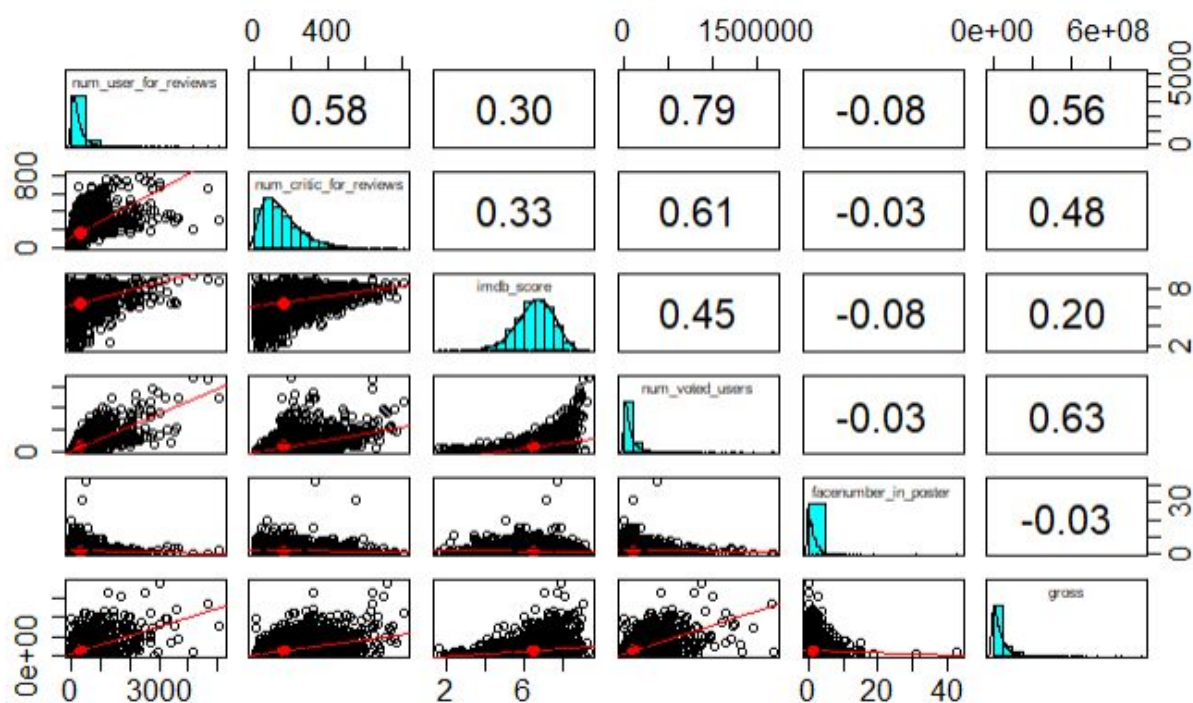 0 400 0 1500000 0e+00 6e+08
num_user_for_reviews 0.58 0.30 0.79 -0.08 0.56 0 5000
0 800 num_critic_for_reviews 0.33 0.61 -0.03 0.48
imdb_score 0.45 -0.08 0.20 2 8
0 num_voted_users -0.03 0.63
facenumber_in_poster -0.03 0 30
0e+00 gross
0 3000 2 6 0 20 40